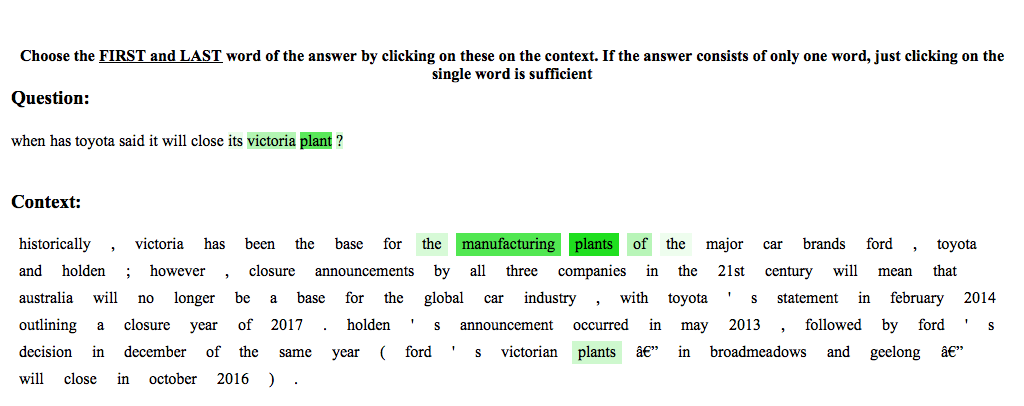 Choose the FIRST and LAST word of the answer by clicking on these on the context. If the answer consists of only one word, just clicking on the
single word is sufficient
Question:
when has toyota said it will close its victoria plant ?
Context:
historically , victoria has been the base for the manufacturing plants of the major car brands ford , toyota
and holden ; however , closure announcements by all three companies in the 21st century will mean that
australia will no longer be a base for the global car industry , with toyota ' s statement in february 2014
outlining a closure year of 2017 . holden ' s announcement occurred in may 2013 , followed by ford ' s
decision in december of the same year ( ford ' s victorian plants â€” in broadmeadows and geelong â€”
will close in october 2016 ) .